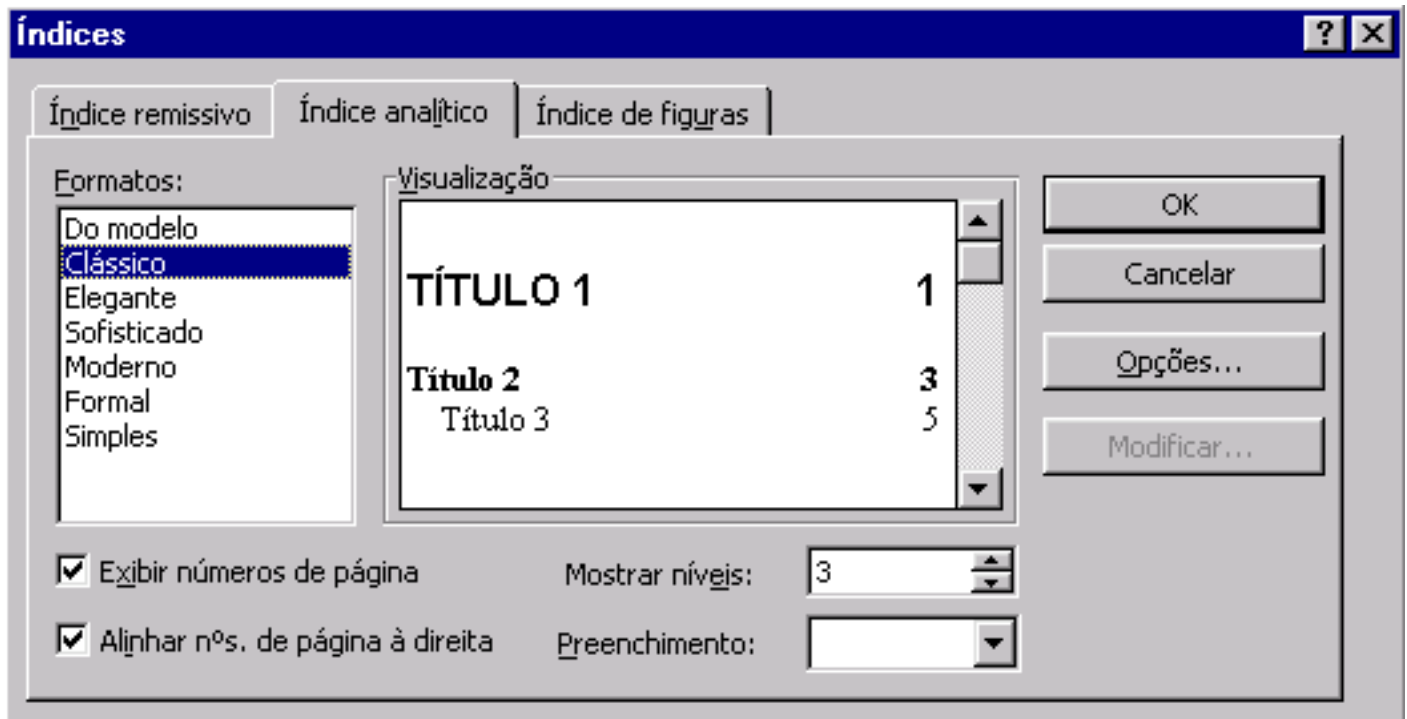 Índices
Índice remissivo
Índice analítico
Índice de figuras
Formatos:
Do modelo
Clássico
Elegante
Sofisticado
Moderno
Formal
Simples
Visualização
TÍTULO 1 1
Título 2 3
Título 3 5
OK
Cancelar
Opções...
Modificar...
Exibir números de página
Mostrar níveis: 3
Alinhar nºs. de página à direita
Preenchimento: